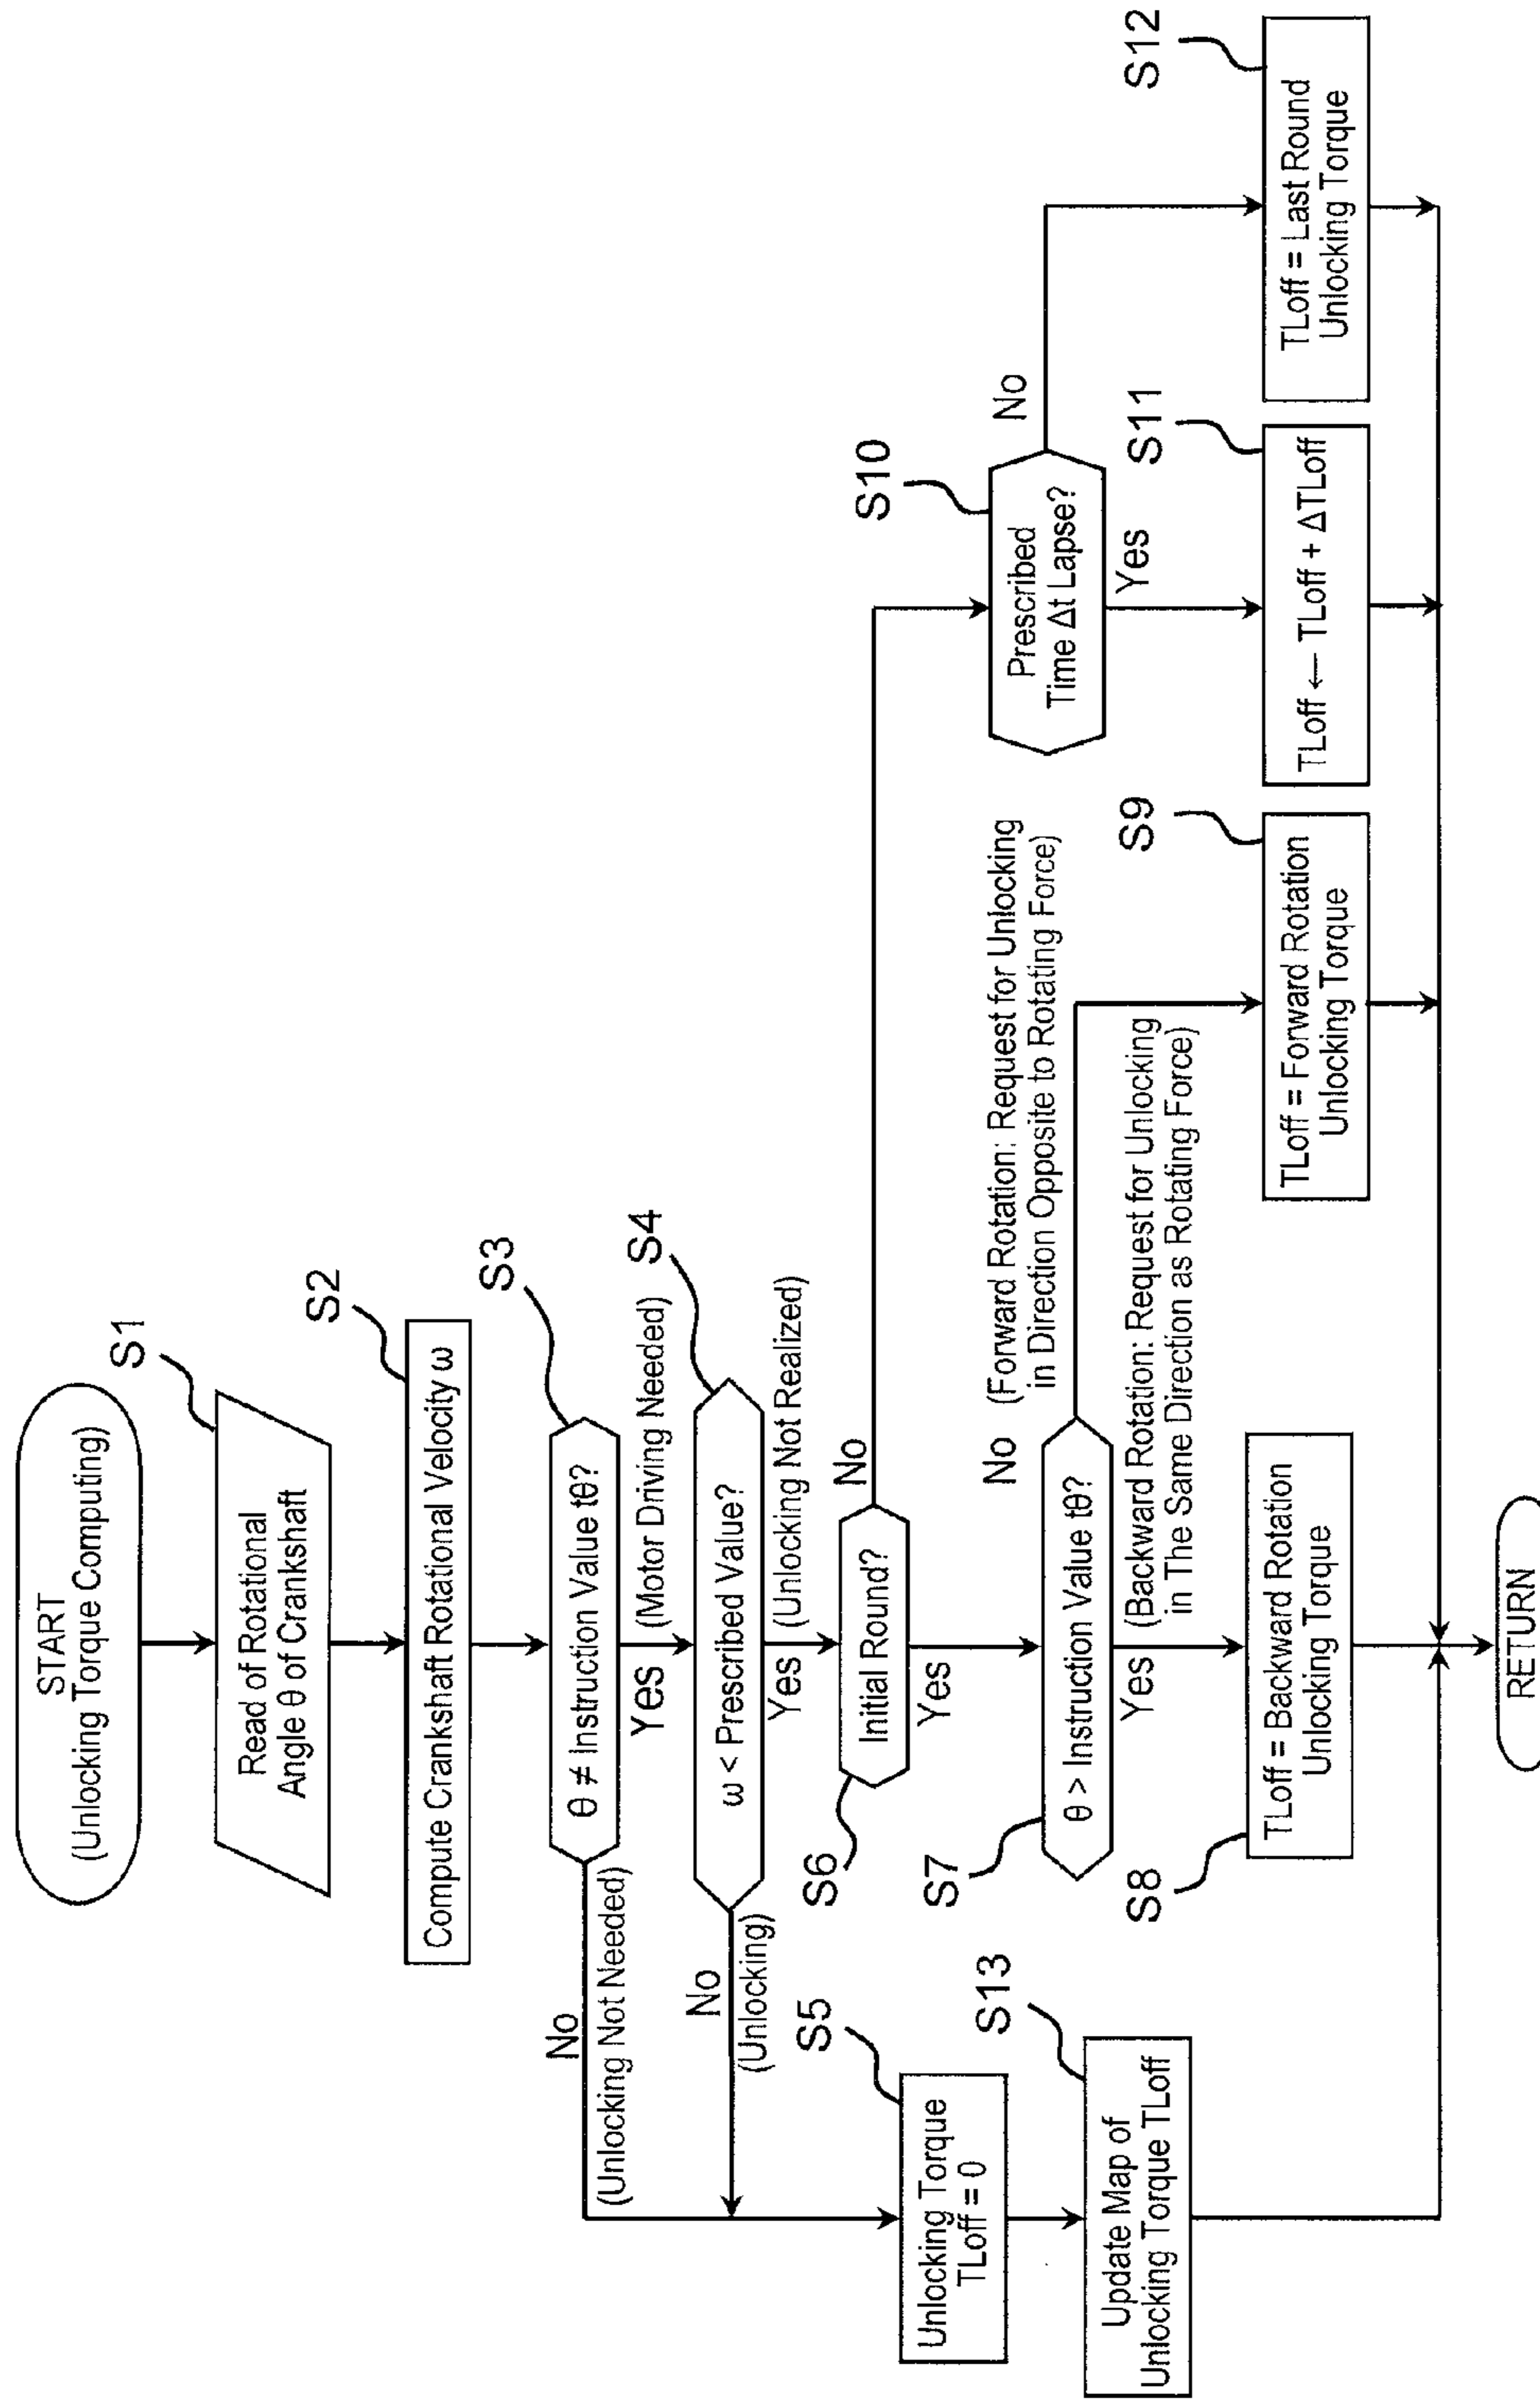 START
(Unlocking Torque Computing)
S1
Read of Rotational
Angle θ of Crankshaft
S2
Compute Crankshaft Rotational Velocity ω
S3
θ ≠ Instruction Value tθ?
No
(Unlocking Not Needed)
Yes
(Motor Driving Needed)
S4
ω < Prescribed Value?
No
(Unlocking)
Yes
(Unlocking Not Realized)
S5
Unlocking Torque
TLoff = 0
S6
Initial Round?
No
Yes
S10
Prescribed
Time Δt Lapse?
No
Yes
S13
Update Map of
Unlocking Torque TLoff
S7
θ > Instruction Value tθ?
No
(Forward Rotation: Request for Unlocking
in Direction Opposite to Rotating Force)
Yes
(Backward Rotation: Request for Unlocking
in The Same Direction as Rotating Force)
S8
TLoff = Backward Rotation
Unlocking Torque
S9
TLoff = Forward Rotation
Unlocking Torque
S11
TLoff ← TLoff + ΔTLoff
S12
TLoff = Last Round
Unlocking Torque
RETURN